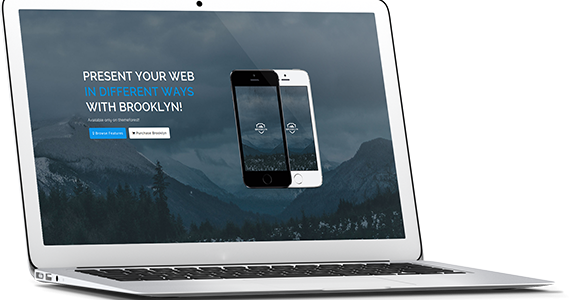 PRESENT YOUR WEB
IN DIFFERENT WAYS
WITH BROOKLYN!
Available only on themeforest!
Browse Features
Purchase Brooklyn